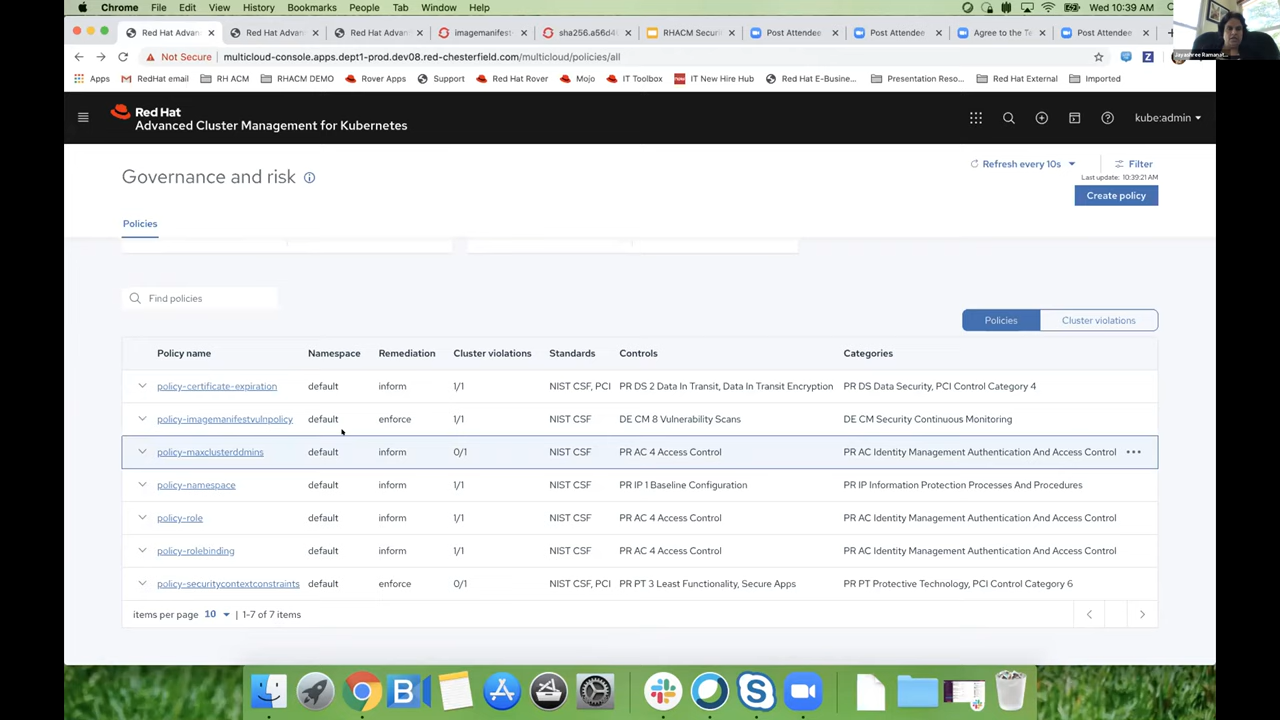 Chrome File Edit View History Bookmarks People Tab Window Help Wed 10:39 AM
Red Hat Advan Red Hat Advan Red Hat Advan imagemanifest sha256.a56d4 RHACM Securi Post Attendee Post Attendee Agree to the Te Post Attendee
Not Secure multicloud-console.apps.dept1-prod.dev08.red-chesterfield.com/multicloud/policies/all
Apps RedHat email RH ACM RHACM DEMO Rover Apps Support Red Hat Rover Mojo IT Toolbox IT New Hire Hub Red Hat E-Busine... Presentation Reso... Red Hat External Imported
Red Hat
Advanced Cluster Management for Kubernetes
kube:admin
Governance and risk
Refresh every 10s
Filter
Last update: 10:39:21 AM
Create policy
Policies
Find policies
Policies Cluster violations
Policy name Namespace Remediation Cluster violations Standards Controls Categories
policy-certificate-expiration default inform 1/1 NIST CSF, PCI PR DS 2 Data In Transit, Data In Transit Encryption PR DS Data Security, PCI Control Category 4
policy-imagemanifestvulnpolicy default enforce 1/1 NIST CSF DE CM 8 Vulnerability Scans DE CM Security Continuous Monitoring
policy-maxclusterddmins default inform 0/1 NIST CSF PR AC 4 Access Control PR AC Identity Management Authentication And Access Control
policy-namespace default inform 1/1 NIST CSF PR IP 1 Baseline Configuration PR IP Information Protection Processes And Procedures
policy-role default inform 1/1 NIST CSF PR AC 4 Access Control PR AC Identity Management Authentication And Access Control
policy-rolebinding default inform 1/1 NIST CSF PR AC 4 Access Control PR AC Identity Management Authentication And Access Control
policy-securitycontextconstraints default enforce 0/1 NIST CSF, PCI PR PT 3 Least Functionality, Secure Apps PR PT Protective Technology, PCI Control Category 6
items per page 10 | 1-7 of 7 items